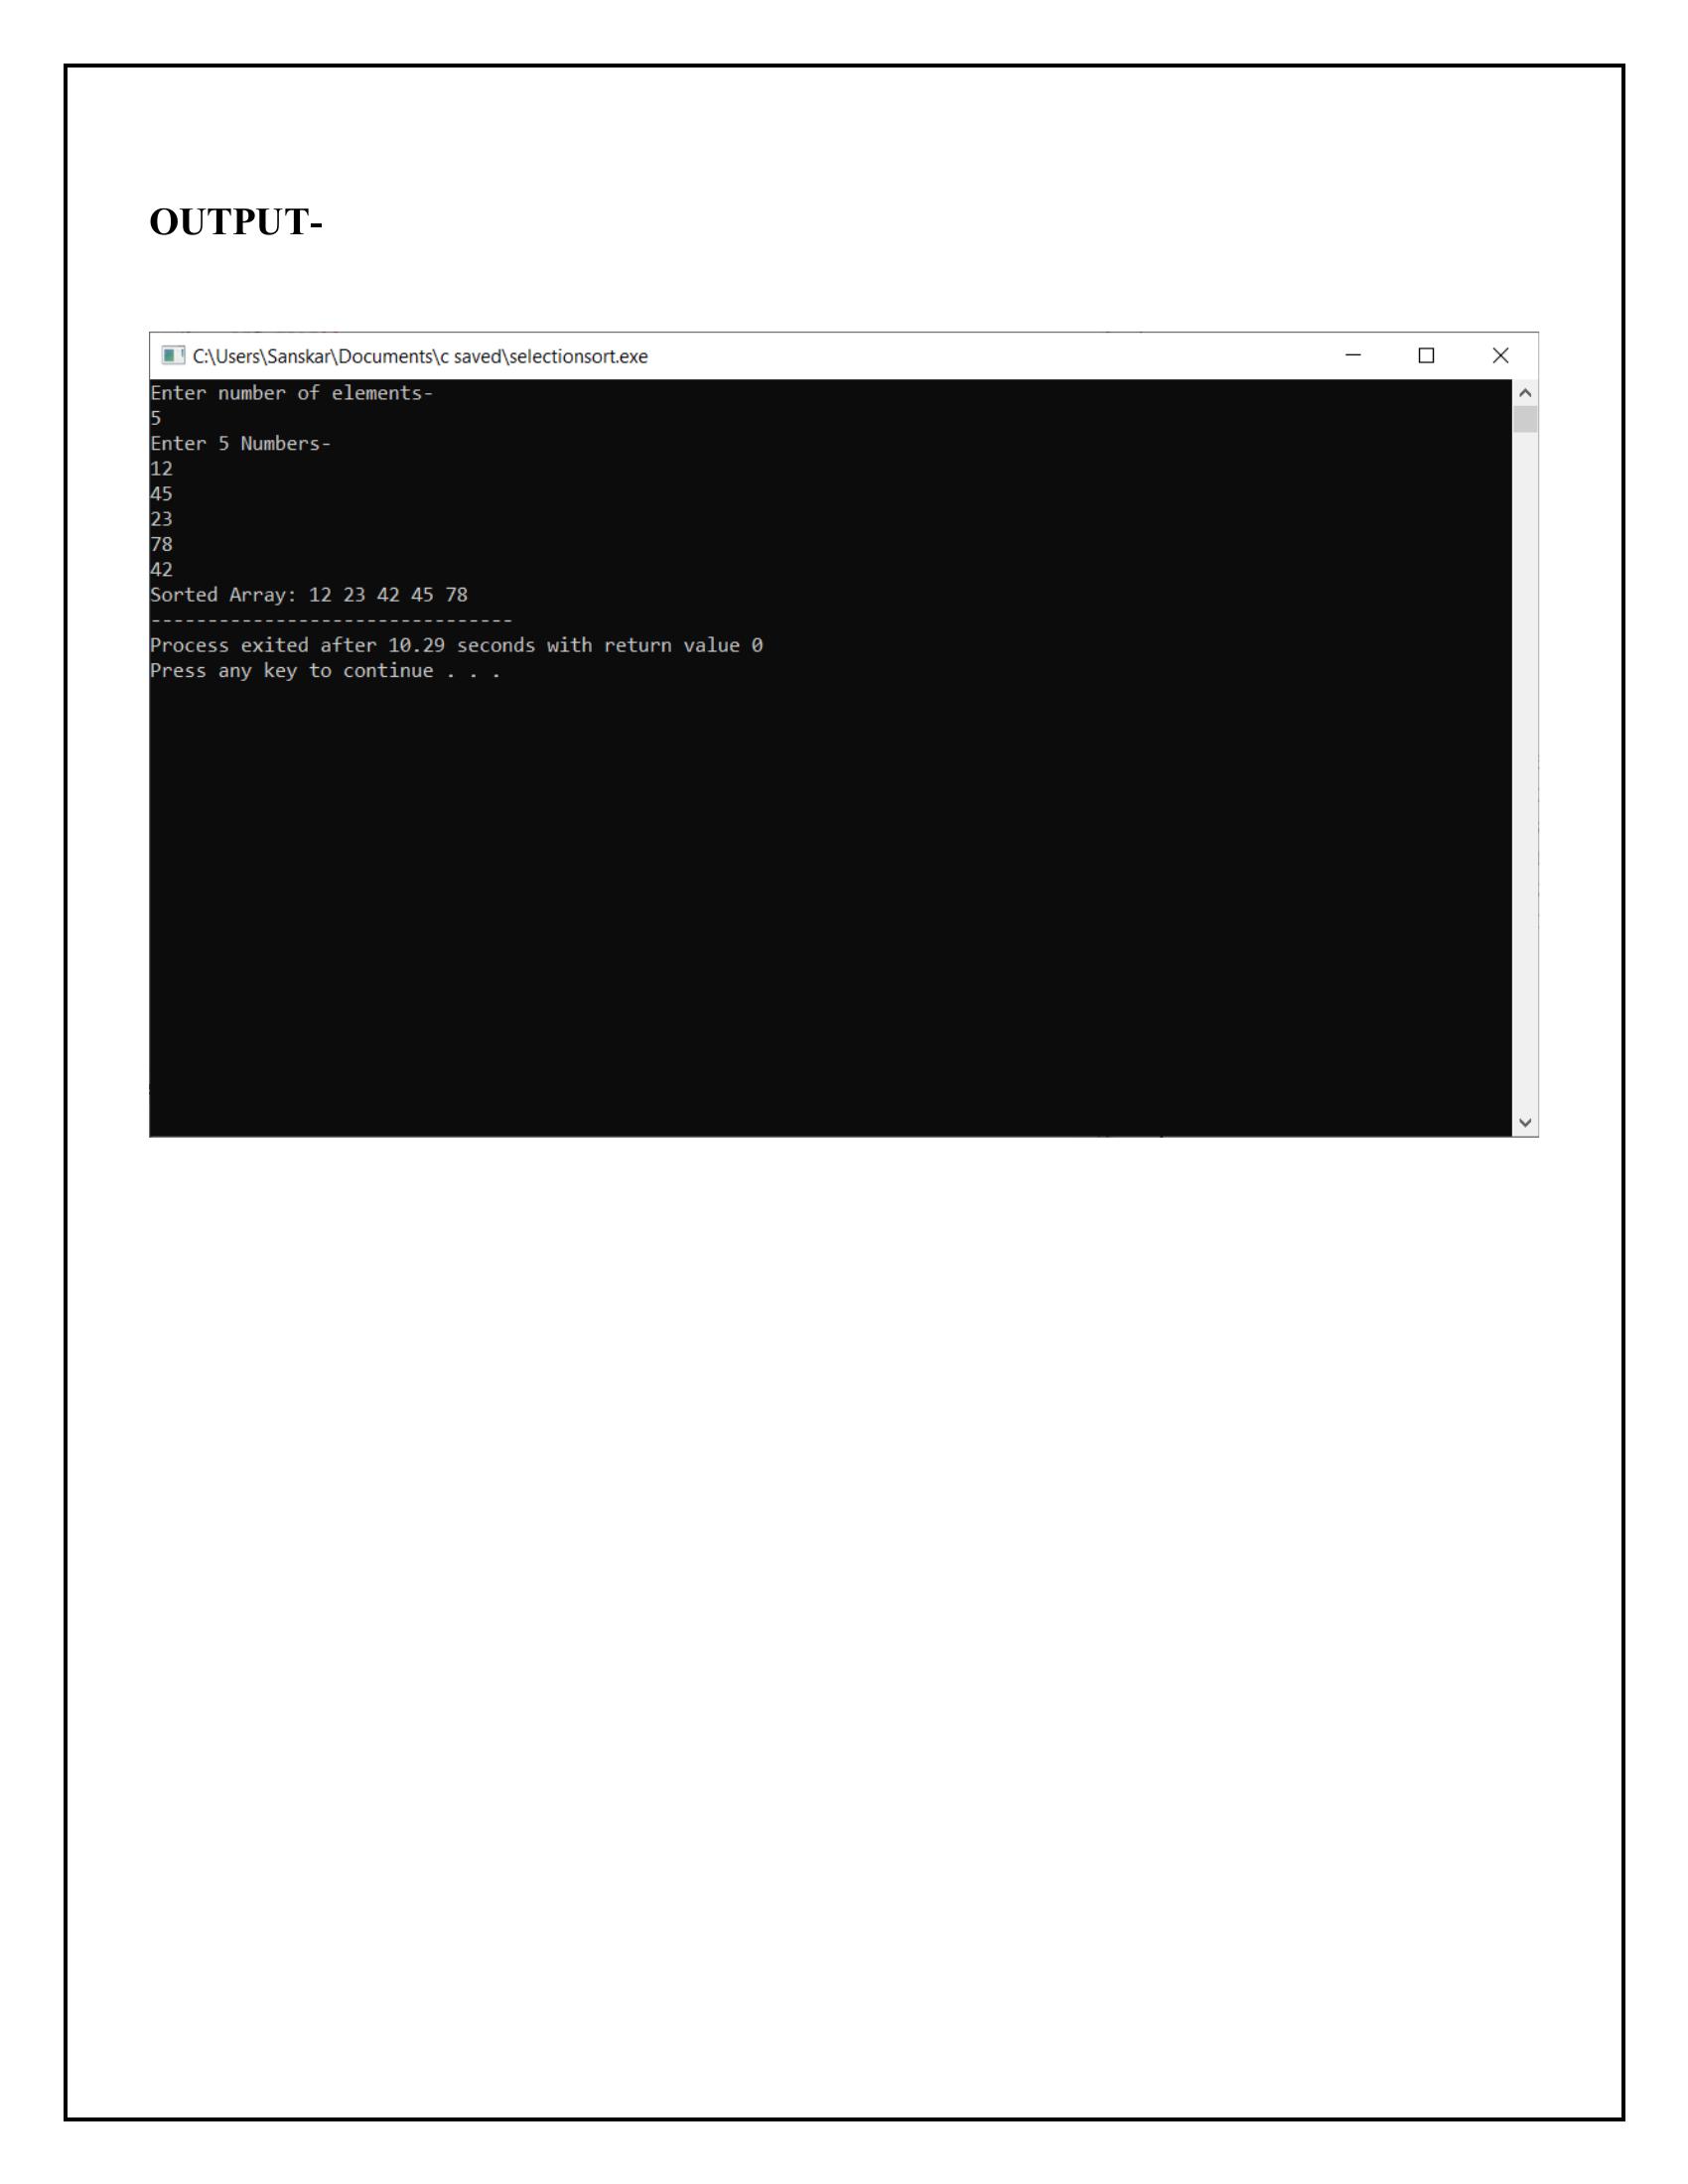 OUTPUT-
C:\Users\Sanskar\Documents\c saved\selectionsort.exe
Enter number of elements-
5
Enter 5 Numbers-
12
45
23
78
42
Sorted Array: 12 23 42 45 78
--------------------------------
Process exited after 10.29 seconds with return value 0
Press any key to continue . . .